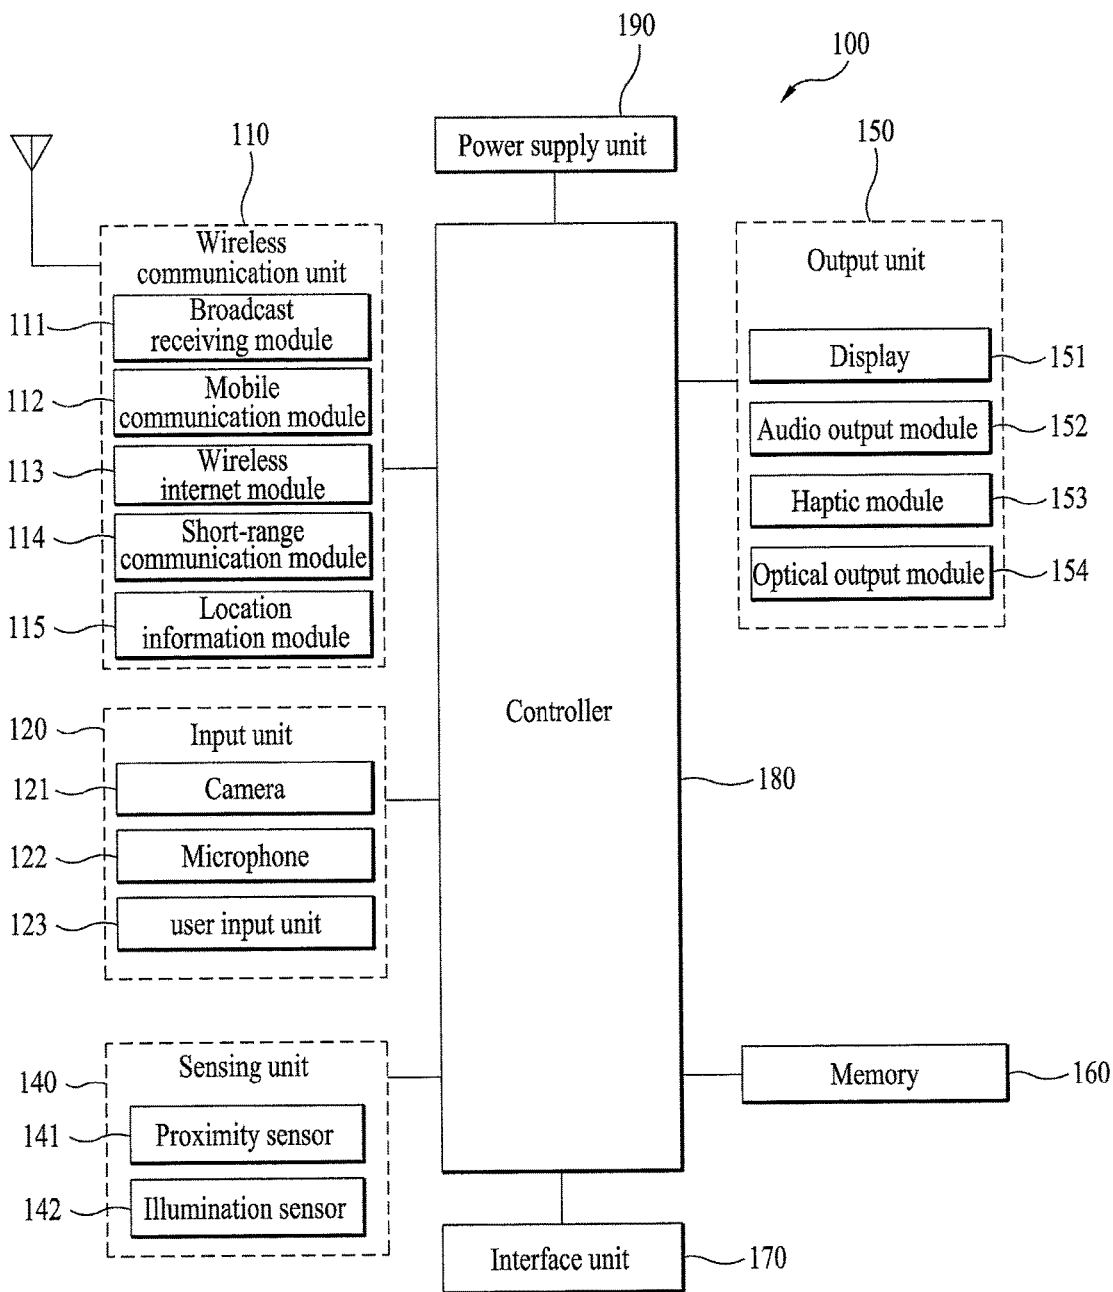 190
100
Power supply unit
110
150
Wireless
communication unit
Output unit
111
Broadcast
receiving module
Display
151
112
Mobile
communication module
Audio output module
152
113
Wireless
internet module
Haptic module
153
114
Short-range
communication module
Optical output module
154
115
Location
information module
Controller
180
120
Input unit
121
Camera
122
Microphone
123
user input unit
140
Sensing unit
141
Proximity sensor
142
Illumination sensor
Memory
160
Interface unit
170